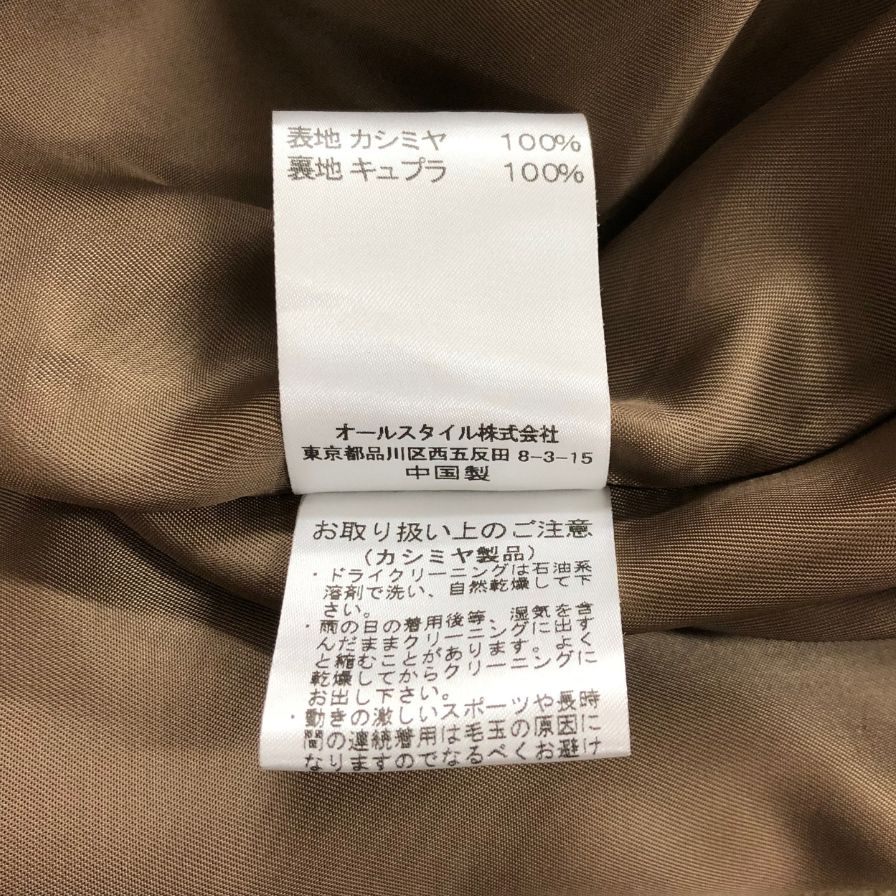 表地 カシミヤ 100%
裏地 キュプラ 100%
オールスタイル株式会社
東京都品川区西五反田 8-3-15
中国製
お取り扱い上のご注意
(カシミヤ製品)
・ドライクリーニングは石油系
溶剤で洗い、自然乾燥して下
さい。
・雨の日の着用後等、湿気を含
んだままクリーニングに出す
と縮むことがあります。よく
乾燥してからクリーニングに
お出し下さい。
・動きの激しいスポーツや長時
間の連続着用は毛玉の原因に
なりますのでなるべくお避け